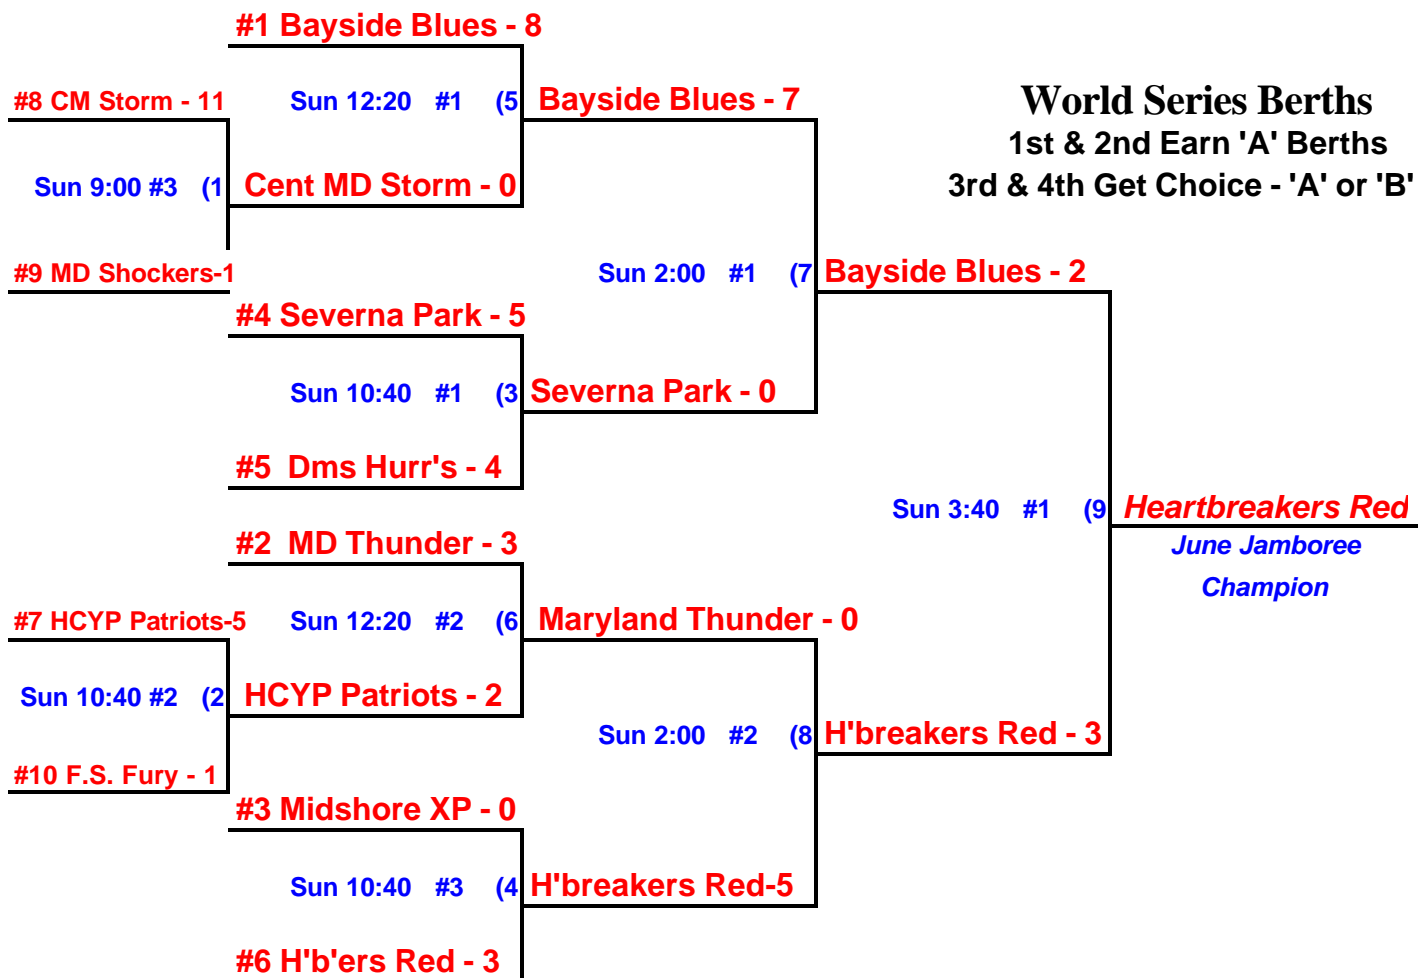 #1 Bayside Blues - 8
#8 CM Storm - 11
Sun 12:20 #1 (5
Bayside Blues - 7
World Series Berths
1st & 2nd Earn 'A' Berths
Sun 9:00 #3 (1
Cent MD Storm - 0
3rd & 4th Get Choice - 'A' or 'B'
#9 MD Shockers-1
Sun 2:00 #1 (7
Bayside Blues - 2
#4 Severna Park - 5
Sun 10:40 #1 (3
Severna Park - 0
#5 Dms Hurr's - 4
Sun 3:40 #1 (9
Heartbreakers Red
June Jamboree
Champion
#2 MD Thunder - 3
#7 HCYP Patriots-5
Sun 12:20 #2 (6
Maryland Thunder - 0
Sun 10:40 #2 (2
HCYP Patriots - 2
Sun 2:00 #2 (8
H'breakers Red - 3
#10 F.S. Fury - 1
#3 Midshore XP - 0
Sun 10:40 #3 (4
H'breakers Red-5
#6 H'b'ers Red - 3